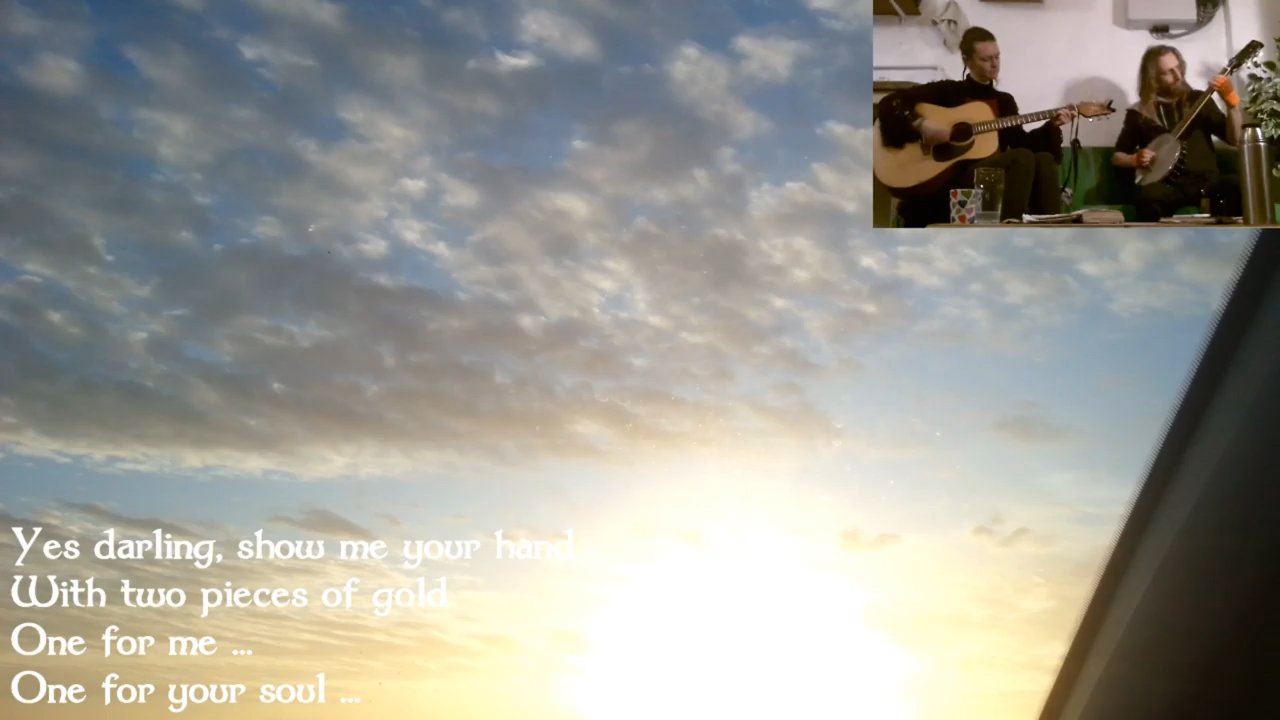 Yes darling, show me your hand
With two pieces of gold
One for me ...
One for your soul ...